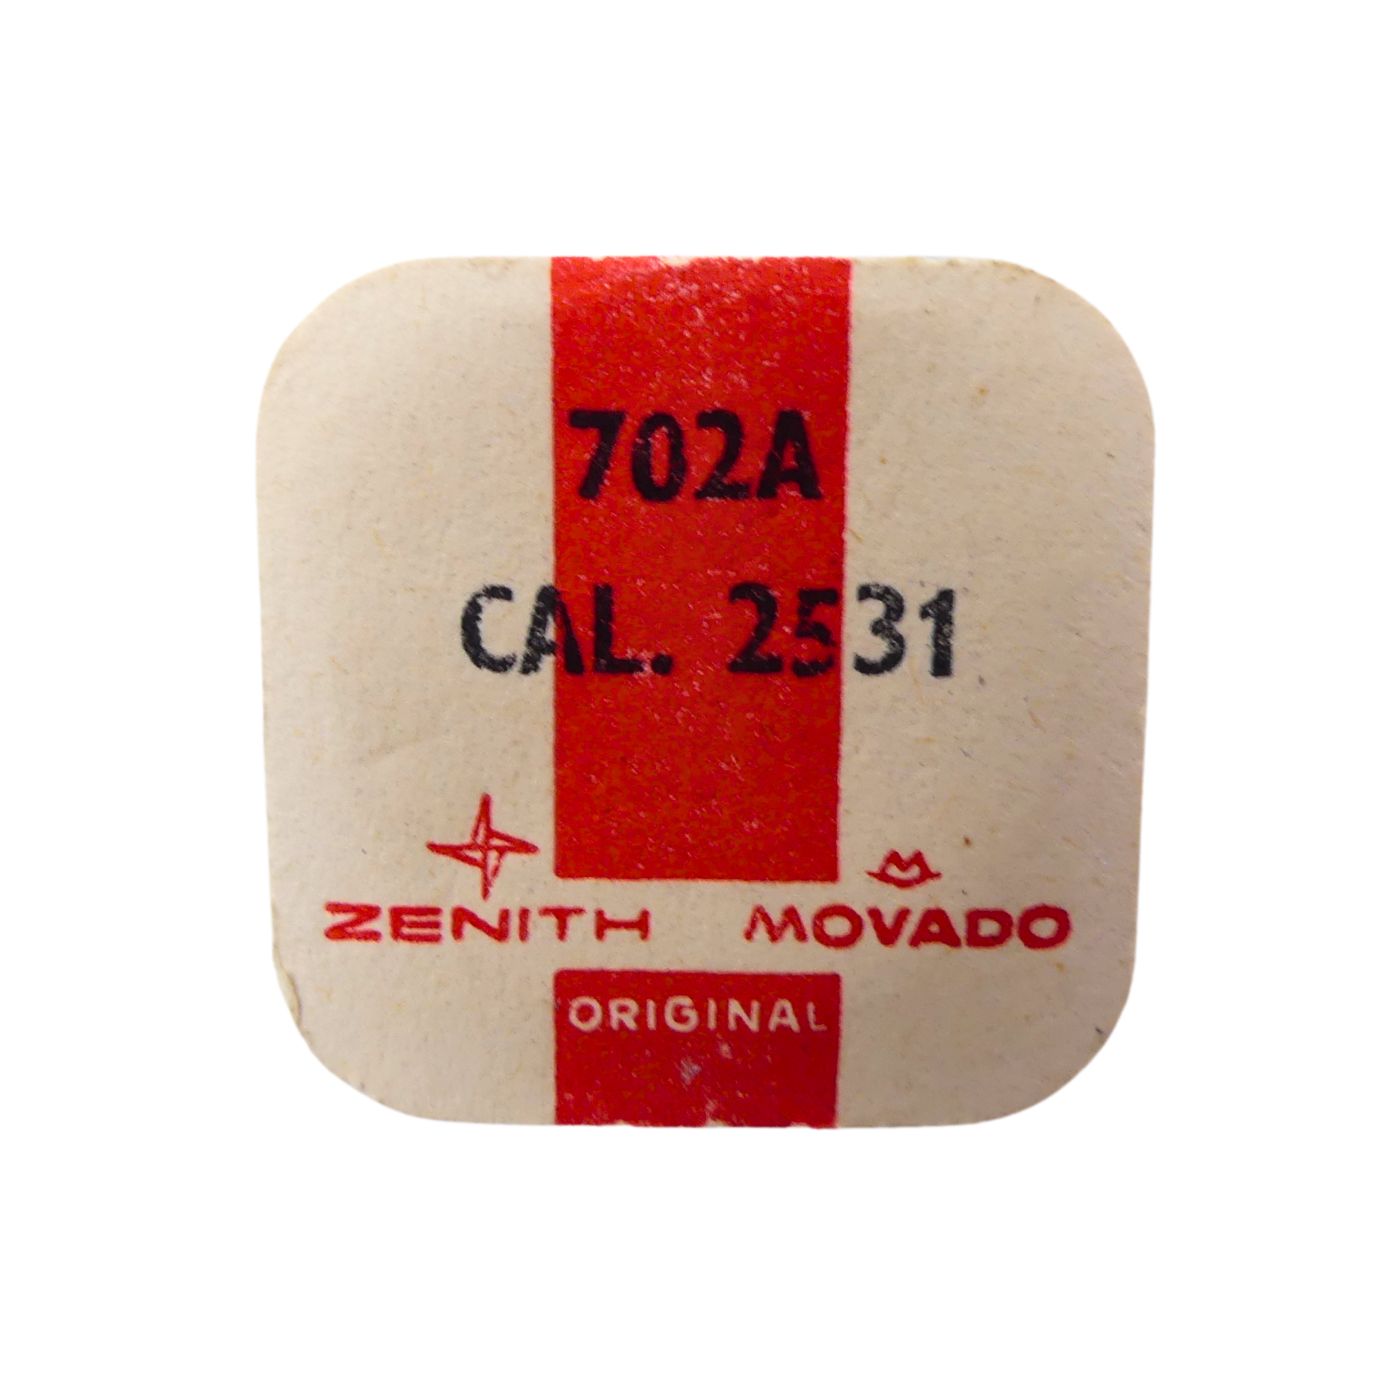 702A
CAL. 2531
ZENITH MOVADO
ORIGINAL